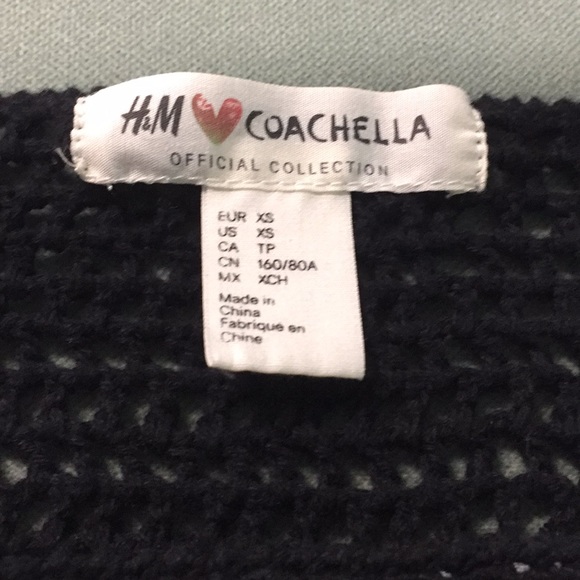 H&M COACHELLA
OFFICIAL COLLECTION
EUR XS
US XS
CA TP
CN 160/80A
MX XCH
Made in
China
Fabriqué en
Chine